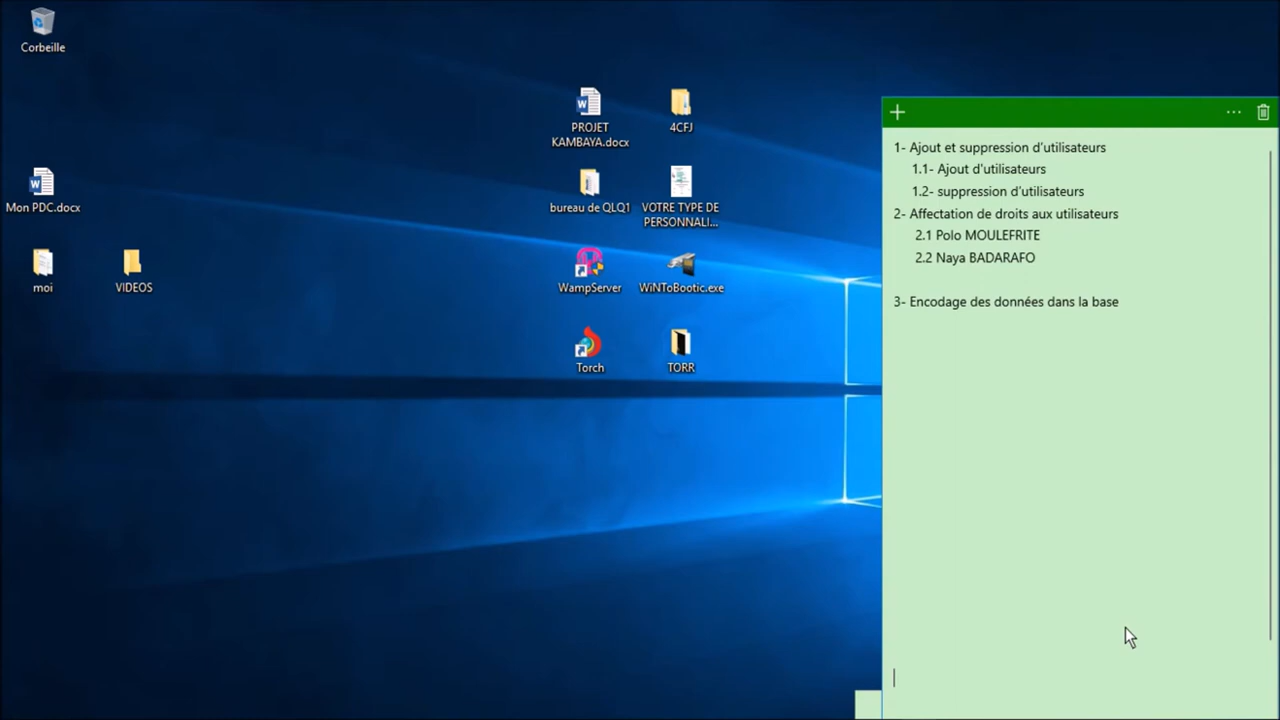 Corbeille
PROJET
KAMBAYA.docx
4CFJ
Mon PDC.docx
bureau de QLQ1
VOTRE TYPE DE
PERSONNALI...
moi
VIDEOS
WampServer
WiNToBootic.exe
Torch
TORR
1- Ajout et suppression d'utilisateurs
1.1- Ajout d'utilisateurs
1.2- suppression d'utilisateurs
2- Affectation de droits aux utilisateurs
2.1 Polo MOULEFRITE
2.2 Naya BADARAFO
3- Encodage des données dans la base